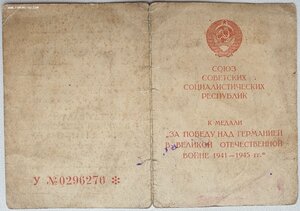 У №0296276 *
СОЮЗ
СОВЕТСКИХ
СОЦИАЛИСТИЧЕСКИХ
РЕСПУБЛИК
К МЕДАЛИ
"ЗА ПОБЕДУ НАД ГЕРМАНИЕЙ
В ВЕЛИКОЙ ОТЕЧЕСТВЕННОЙ
ВОЙНЕ 1941—1945 гг."